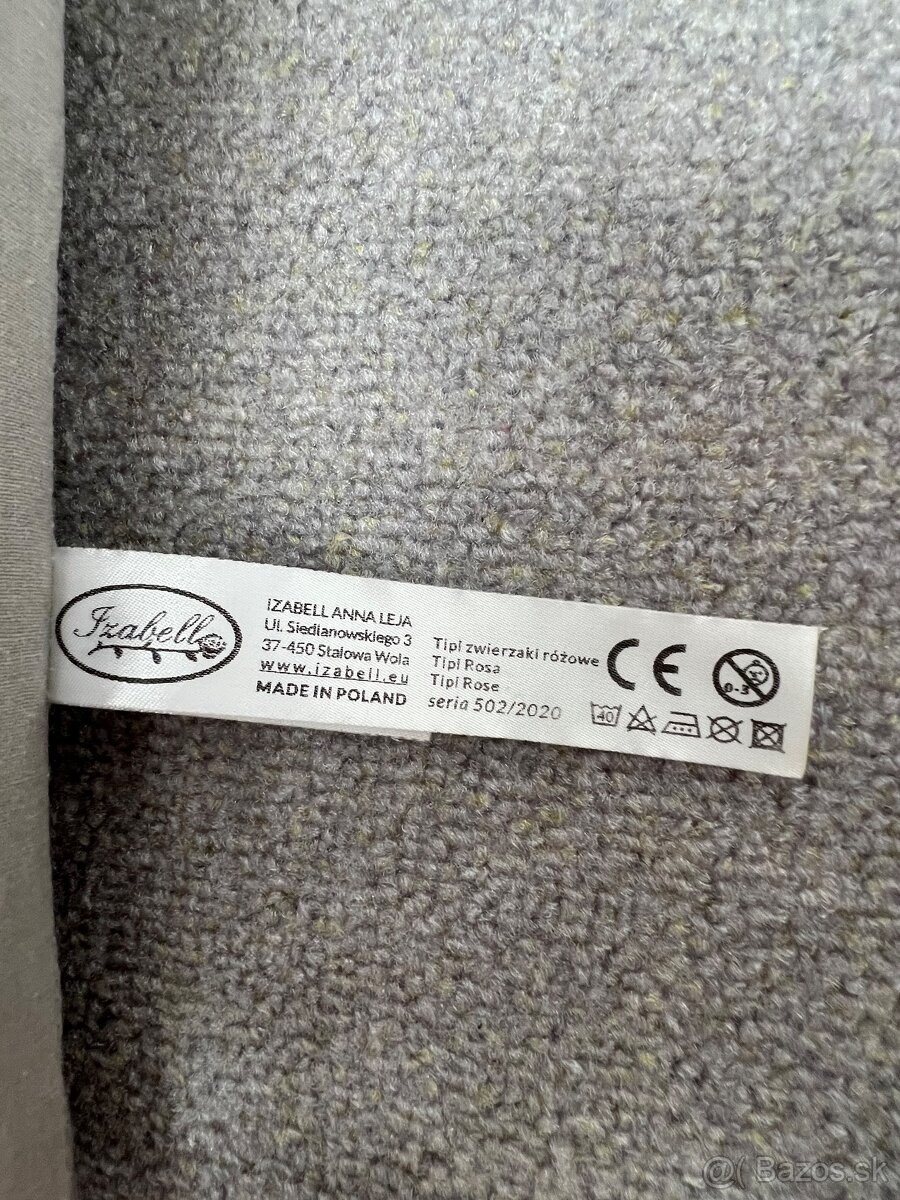 Izabell
IZABELL ANNA LEJA
Ul. Siedlanowskiego 3
37-450 Stalowa Wola
www.izabell.eu
MADE IN POLAND
Tipi zwierzaki różowe
Tipi Rosa
Tipi Rose
seria 502/2020
CE
0-3
40
@( Bazos.sk